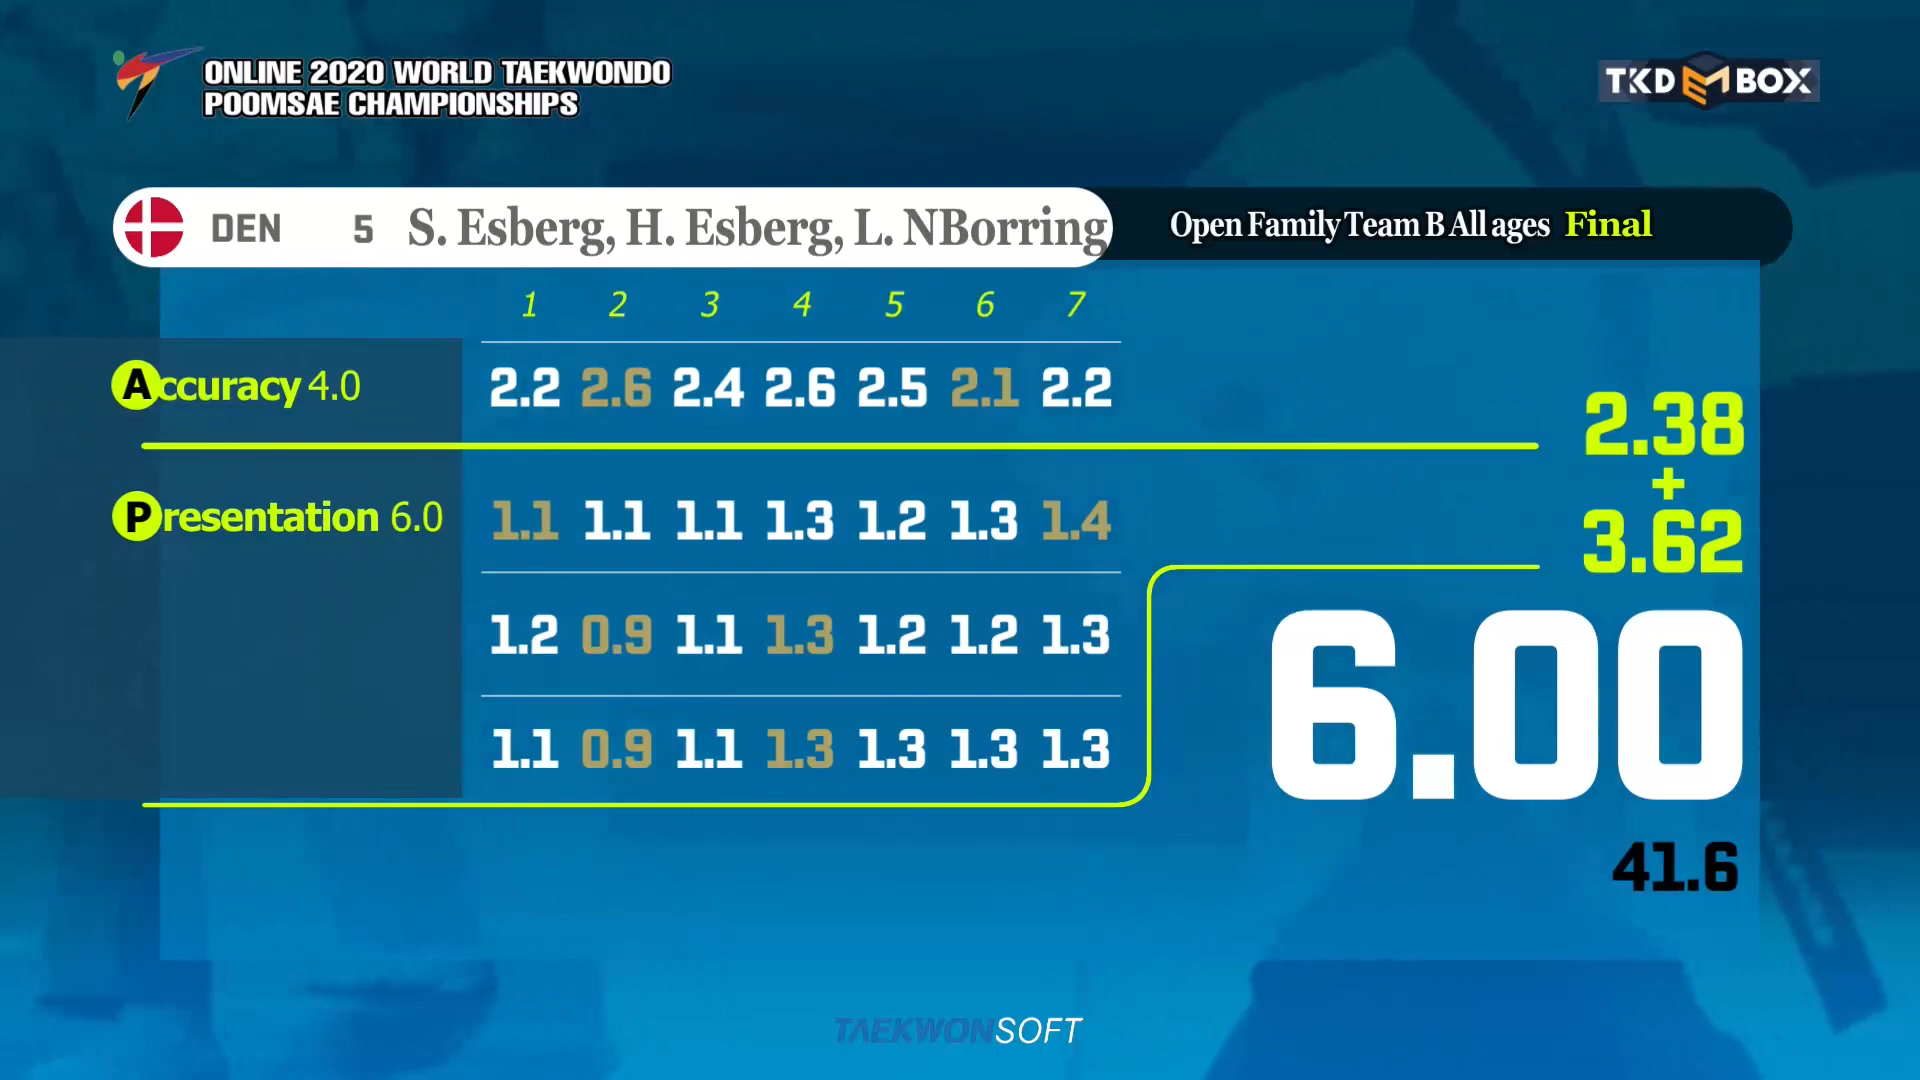 ONLINE 2020 WORLD TAEKWONDO
POOMSAE CHAMPIONSHIPS
TKD BOX
DEN 5 S. Esberg, H. Esberg, L. NBorring
Open Family Team B All ages Final
1 2 3 4 5 6 7
Accuracy 4.0 2.2 2.6 2.4 2.6 2.5 2.1 2.2
2.38
+
Presentation 6.0 1.1 1.1 1.1 1.3 1.2 1.3 1.4
3.62
1.2 0.9 1.1 1.3 1.2 1.2 1.3
6.00
1.1 0.9 1.1 1.3 1.3 1.3 1.3
41.6
TAEKWONSOFT